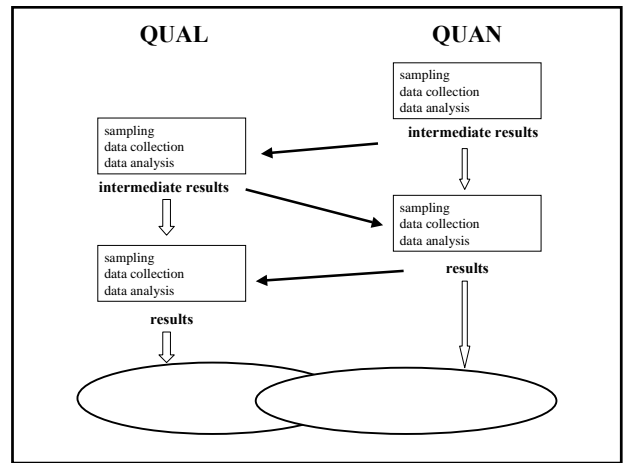 QUAL
QUAN
sampling
data collection
data analysis
intermediate results
sampling
data collection
data analysis
intermediate results
sampling
data collection
data analysis
results
sampling
data collection
data analysis
results